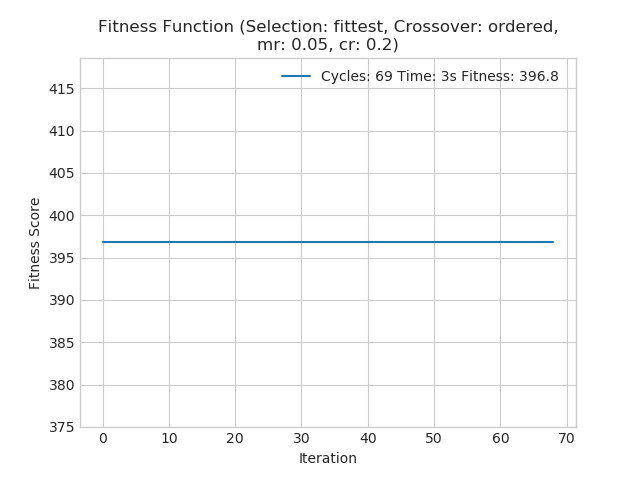 Fitness Function (Selection: fittest, Crossover: ordered,
mr: 0.05, cr: 0.2)
Cycles: 69 Time: 3s Fitness: 396.8
Fitness Score
415
410
405
400
395
390
385
380
375
0 10 20 30 40 50 60 70
Iteration